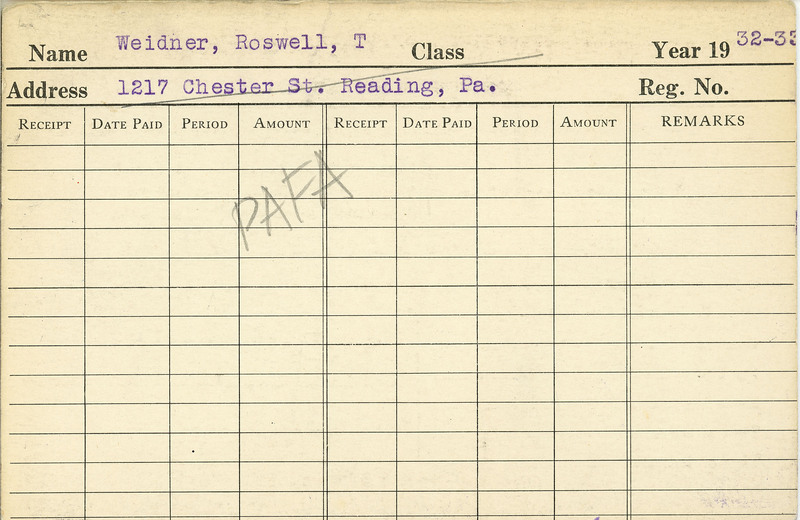 Name Weidner, Roswell, T Class Year 19 32-33
Address 1217 Chester St. Reading, Pa. Reg. No.
RECEIPT DATE PAID PERIOD AMOUNT RECEIPT DATE PAID PERIOD AMOUNT REMARKS
PAFA